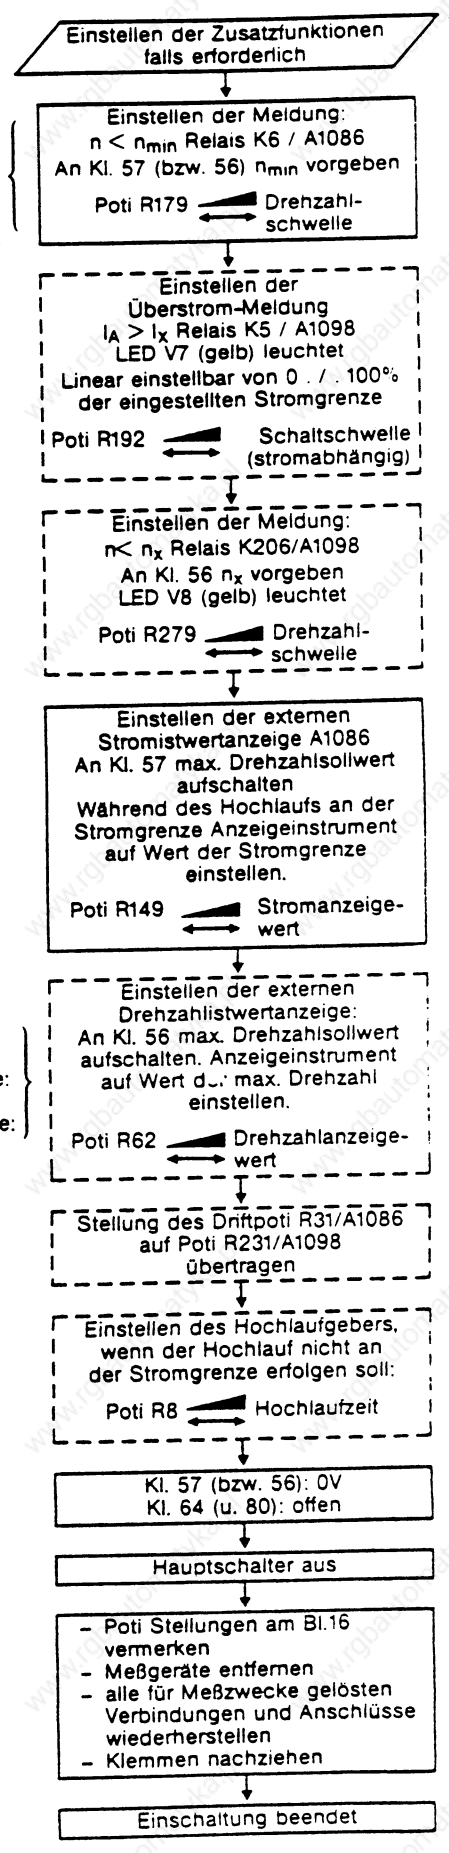 Einstellen der Zusatzfunktionen
falls erforderlich
Einstellen der Meldung:
n < nmin Relais K6 / A1086
An Kl. 57 (bzw. 56) nmin vorgeben
Poti R179 Drehzahl-
schwelle
Einstellen der
Überstrom-Meldung
IA > IX Relais K5 / A1098
LED V7 (gelb) leuchtet
Linear einstellbar von 0 . / . 100%
der eingestellten Stromgrenze
Poti R192 Schaltschwelle
(stromabhängig)
Einstellen der Meldung:
n< nx Relais K206/A1098
An Kl. 56 nx vorgeben
LED V8 (gelb) leuchtet
Poti R279 Drehzahl-
schwelle
Einstellen der externen
Stromistwertanzeige A1086
An Kl. 57 max. Drehzahlsollwert
aufschalten
Während des Hochlaufs an der
Stromgrenze Anzeigeinstrument
auf Wert der Stromgrenze
einstellen.
Poti R149 Stromanzeige-
wert
Einstellen der externen
Drehzahlistwertanzeige:
An Kl. 56 max. Drehzahlsollwert
aufschalten. Anzeigeinstrument
auf Wert max. Drehzahl
einstellen.
e:
e:
Poti R62 Drehzahlanzeige-
wert
Stellung des Driftpoti R31/A1086
auf Poti R231/A1098
übertragen
Einstellen des Hochlaufgebers,
wenn der Hochlauf nicht an
der Stromgrenze erfolgen soll:
Poti R8 Hochlaufzeit
Kl. 57 (bzw. 56): 0V
Kl. 64 (u. 80): offen
Hauptschalter aus
– Poti Stellungen am Bl.16
vermerken
– Meßgeräte entfernen
– alle für Meßzwecke gelösten
Verbindungen und Anschlüsse
wiederherstellen
– Klemmen nachziehen
Einschaltung beendet